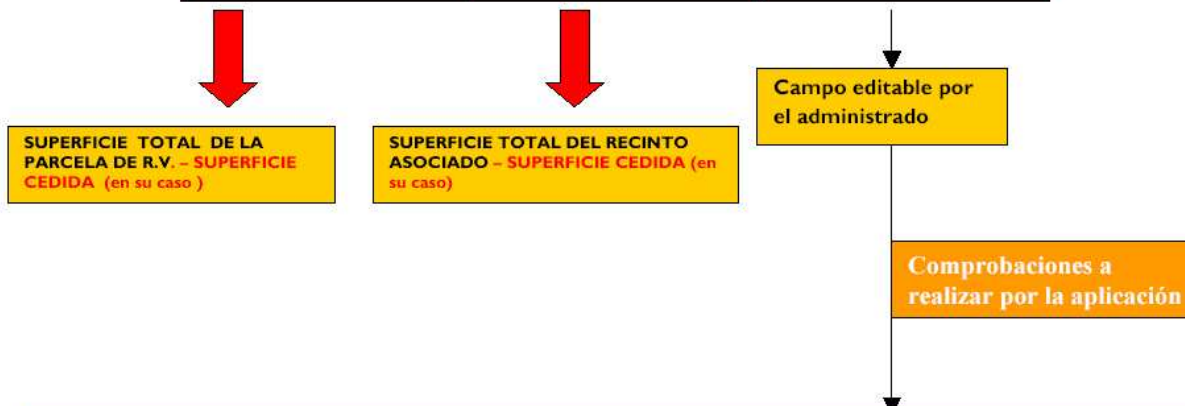 SUPERFICIE TOTAL DE LA
PARCELA DE R.V. – SUPERFICIE
CEDIDA (en su caso )
SUPERFICIE TOTAL DEL RECINTO
ASOCIADO – SUPERFICIE CEDIDA (en
su caso)
Campo editable por
el administrado
Comprobaciones a
realizar por la aplicación